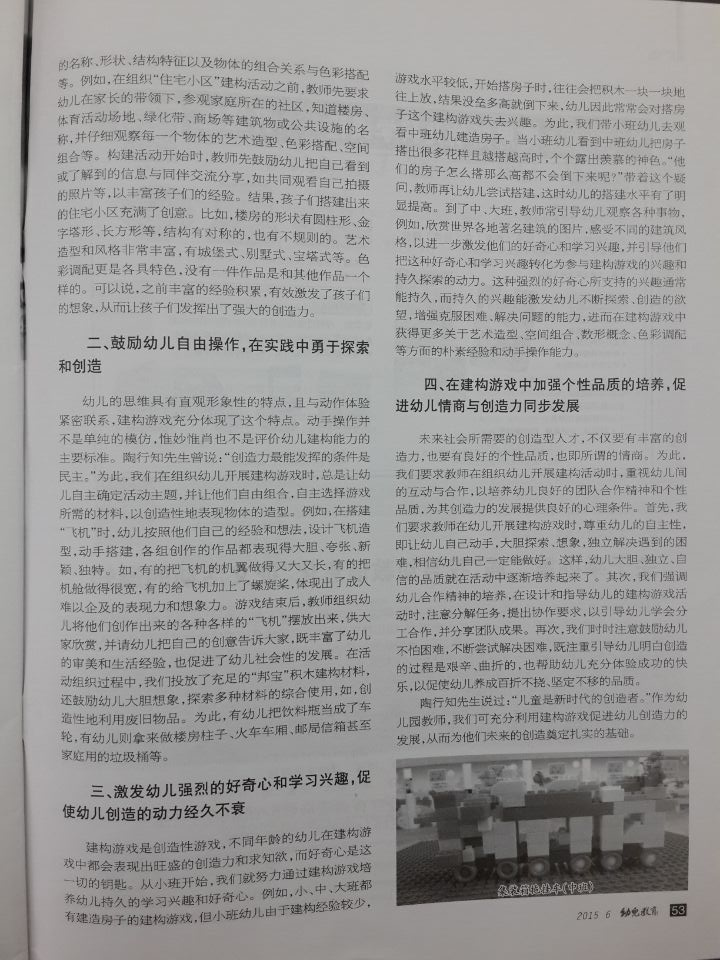 的名称、形状、结构特征以及物体的组合关系与色彩搭配
等。例如,在组织“住宅小区”建构活动之前,教师先要求
幼儿在家长的带领下,参观家庭所在的社区,知道楼房、
体育活动场地、绿化带、商场等建筑物或公共设施的名
称,并仔细观察每一个物体的艺术造型、色彩搭配、空间
组合等。构建活动开始时,教师先鼓励幼儿把自己看到
或了解到的信息与同伴交流分享,如共同观看自己拍摄
的照片等,以丰富孩子们的经验。结果,孩子们搭建出来
的住宅小区充满了创意。比如,楼房的形状有圆柱形、金
字塔形、长方形等,结构有对称的,也有不规则的。艺术
造型和风格非常丰富,有城堡式、别墅式、宝塔式等。色
彩调配更是各具特色,没有一件作品是和其他作品一个
样的。可以说,之前丰富的经验积累,有效激发了孩子们
的想象,从而让孩子们发挥出了强大的创造力。
二、鼓励幼儿自由操作,在实践中勇于探索
和创造
幼儿的思维具有直观形象性的特点,且与动作体验
紧密联系,建构游戏充分体现了这个特点。动手操作并
不是单纯的模仿,惟妙惟肖也不是评价幼儿建构能力的
主要标准。陶行知先生曾说:“创造力最能发挥的条件是
民主。”为此,我们在组织幼儿开展建构游戏时,总是让幼
儿自主确定活动主题,并让他们自由组合,自主选择游戏
所需的材料,以创造性地表现物体的造型。例如,在搭建
“飞机”时,幼儿按照他们自己的经验和想法,设计飞机造
型,动手搭建,各组创作的作品都表现得大胆、夸张、新
颖、独特。如,有的把飞机的机翼做得又大又长,有的把
机舱做得很宽,有的给飞机加上了螺旋桨,体现出了成人
难以企及的表现力和想象力。游戏结束后,教师组织幼
儿将他们创作出来的各种各样的“飞机”摆放出来,供大
家欣赏,并请幼儿把自己的创意告诉大家,既丰富了幼儿
的审美和生活经验,也促进了幼儿社会性的发展。在活
动组织过程中,我们投放了充足的“邦宝”积木建构材料,
还鼓励幼儿大胆想象,探索多种材料的综合使用,如,创
造性地利用废旧物品。为此,有幼儿把饮料瓶当成了车
轮,有幼儿则拿来做楼房柱子、火车车厢、邮局信箱甚至
家庭用的垃圾桶等。
三、激发幼儿强烈的好奇心和学习兴趣,促
使幼儿创造的动力经久不衰
建构游戏是创造性游戏,不同年龄的幼儿在建构游
戏中都会表现出旺盛的创造力和求知欲,而好奇心是这
一切的钥匙。从小班开始,我们就努力通过建构游戏培
养幼儿持久的学习兴趣和好奇心。例如,小、中、大班都
有建造房子的建构游戏,但小班幼儿由于建构经验较少,
游戏水平较低,开始搭房子时,往往会把积木一块一块地
往上放,结果没垒多高就倒下来,幼儿因此常常会对搭房
子这个建构游戏失去兴趣。为此,我们带小班幼儿去观
看中班幼儿建造房子。当小班幼儿看到中班幼儿把房子
搭出很多花样且越搭越高时,个个露出羡慕的神色。“他
们的房子怎么搭那么高都不会倒下来呢?”带着这个疑
问,教师再让幼儿尝试搭建,这时幼儿的搭建水平有了明
显提高。到了中、大班,教师常引导幼儿观察各种事物,
例如,欣赏世界各地著名建筑的图片,感受不同的建筑风
格,以进一步激发他们的好奇心和学习兴趣,并引导他们
把这种好奇心和学习兴趣转化为参与建构游戏的兴趣和
持久探索的动力。这种强烈的好奇心所支持的兴趣通常
能持久,而持久的兴趣能激发幼儿不断探索、创造的欲
望,增强克服困难、解决问题的能力,进而在建构游戏中
获得更多关于艺术造型、空间组合、数形概念、色彩调配
等方面的朴素经验和动手操作能力。
四、在建构游戏中加强个性品质的培养,促
进幼儿情商与创造力同步发展
未来社会所需要的创造型人才,不仅要有丰富的创
造力,也要有良好的个性品质,也即所谓的情商。为此,
我们要求教师在组织幼儿开展建构活动时,重视幼儿间
的互动与合作,以培养幼儿良好的团队合作精神和个性
品质,为其创造力的发展提供良好的心理条件。首先,我
们要求教师在幼儿开展建构游戏时,尊重幼儿的自主性,
即让幼儿自己动手,大胆探索、想象,独立解决遇到的困
难,相信幼儿自己一定能做好。这样,幼儿大胆、独立、自
信的品质就在活动中逐渐培养起来了。其次,我们强调
幼儿合作精神的培养,在设计和指导幼儿的建构游戏活
动时,注意分解任务,提出协作要求,以引导幼儿学会分
工合作,并分享团队成果。再次,我们时时注意鼓励幼儿
不怕困难,不断尝试解决困难,既注重引导幼儿明白创造
的过程是艰辛、曲折的,也帮助幼儿充分体验成功的快
乐,以促使幼儿养成百折不挠、坚定不移的品质。
陶行知先生说过:“儿童是新时代的创造者。”作为幼
儿园教师,我们可充分利用建构游戏促进幼儿创造力的
发展,从而为他们未来的创造奠定扎实的基础。
集装箱拖挂车(中班)
2015 6 幼儿教育 53